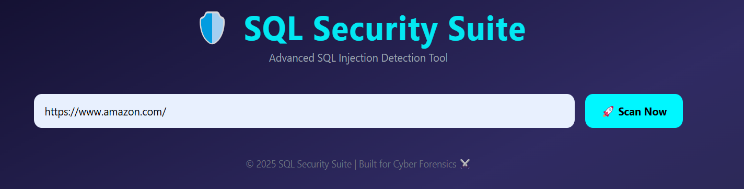 SQL Security Suite
Advanced SQL Injection Detection Tool
https://www.amazon.com/
🚀 Scan Now
© 2025 SQL Security Suite | Built for Cyber Forensics ⚔️